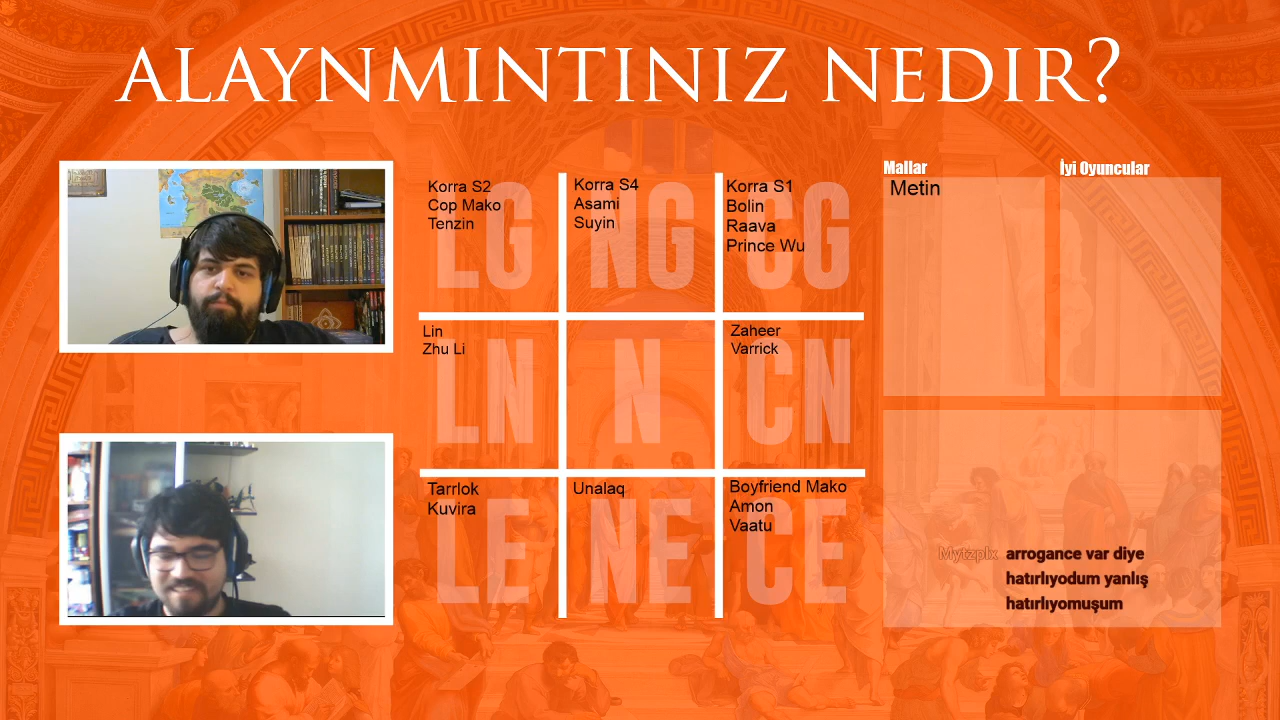 ALAYNMINTINIZ NEDIR?
Korra S2
Cop Mako
Tenzin
LG
Korra S4
Asami
Suyin
NG
Korra S1
Bolin
Raava
Prince Wu
CG
Lin
Zhu Li
LN
N
Zaheer
Varrick
CN
Tarrlok
Kuvira
LE
Unalaq
NE
Boyfriend Mako
Amon
Vaatu
CE
Mallar
Metin
İyi Oyuncular
Mytzplx arrogance var diye
hatırlıyodum yanlış
hatırlıyomuşum